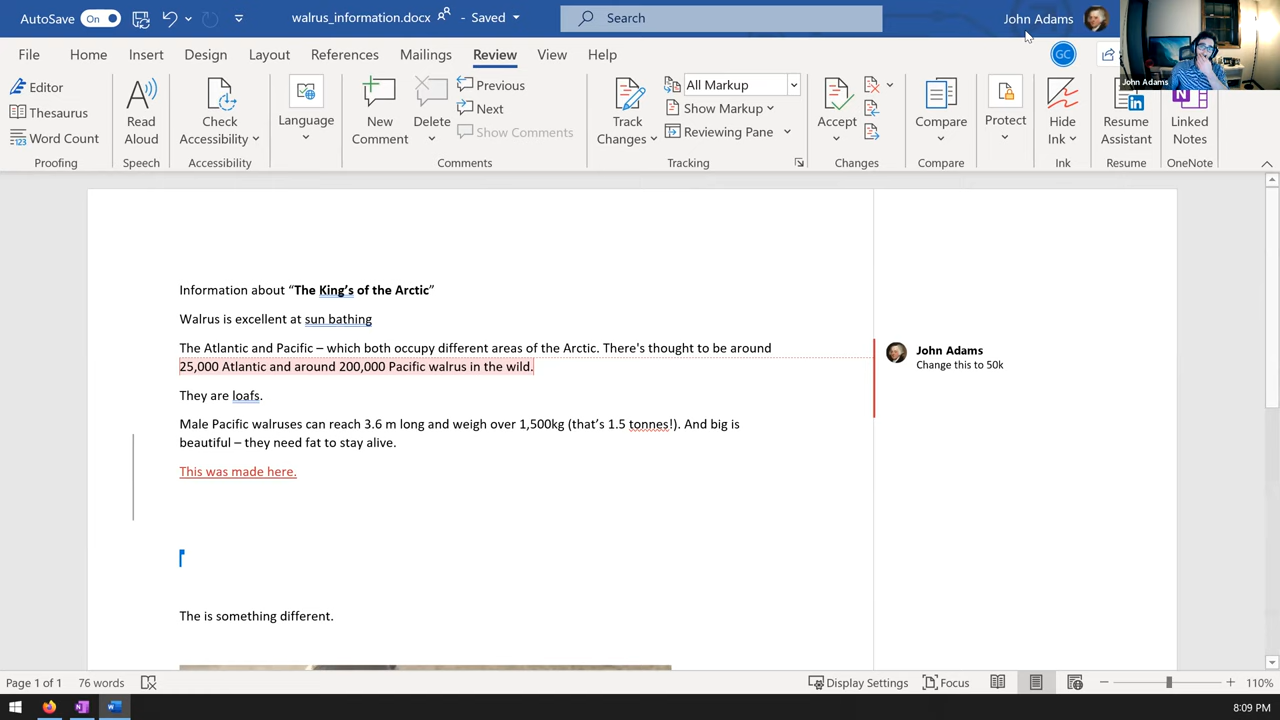 AutoSave On walrus_information.docx - Saved Search John Adams
File Home Insert Design Layout References Mailings Review View Help GC
John Adams
Editor
Thesaurus
Word Count
Proofing
Read Aloud
Speech
Check Accessibility
Accessibility
Language
New Comment
Delete
Previous
Next
Show Comments
Comments
Track Changes
All Markup
Show Markup
Reviewing Pane
Tracking
Accept
Changes
Compare
Compare
Protect
Hide Ink
Ink
Resume Assistant
Resume
Linked Notes
OneNote
Information about “The King’s of the Arctic”
Walrus is excellent at sun bathing
The Atlantic and Pacific – which both occupy different areas of the Arctic. There's thought to be around
25,000 Atlantic and around 200,000 Pacific walrus in the wild.
They are loafs.
Male Pacific walruses can reach 3.6 m long and weigh over 1,500kg (that’s 1.5 tonnes!). And big is
beautiful – they need fat to stay alive.
This was made here.
The is something different.
John Adams
Change this to 50k
Page 1 of 1 76 words Display Settings Focus 110%
8:09 PM